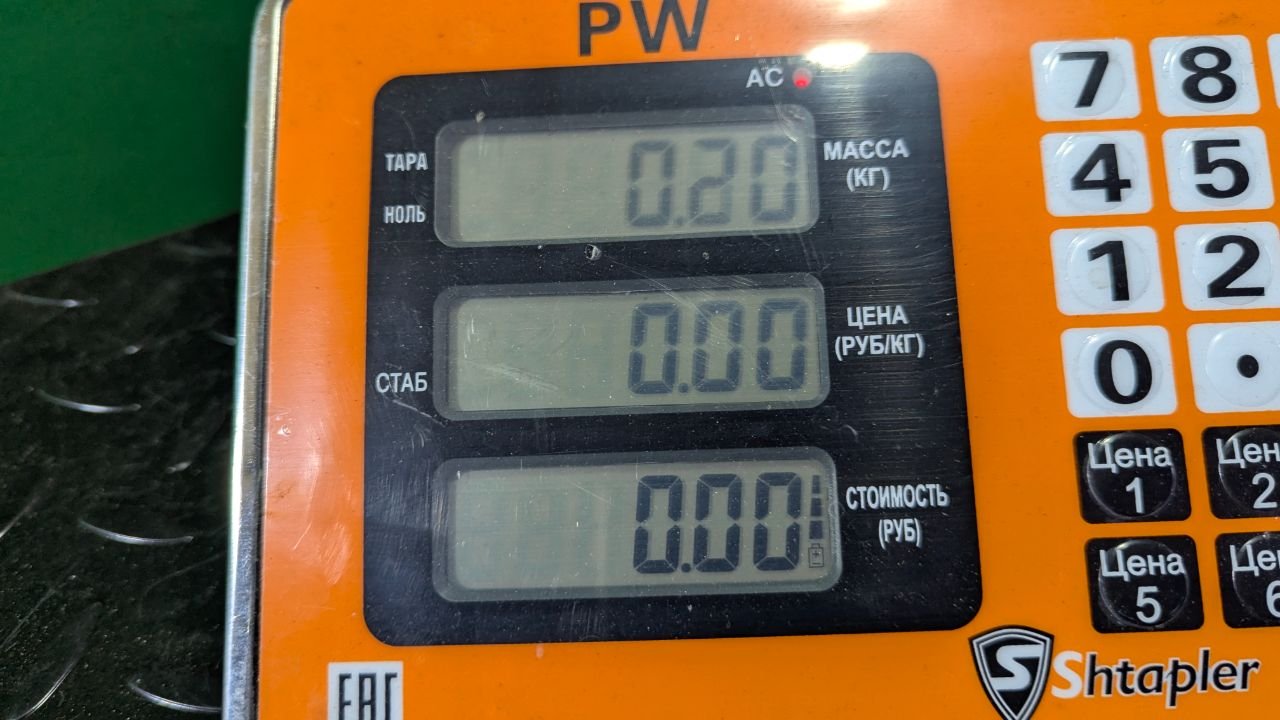 PW
AC
ТАРА
НОЛЬ
0.20
МАССА
(КГ)
СТАБ
0.00
ЦЕНА
(РУБ/КГ)
0.00
СТОИМОСТЬ
(РУБ)
7 8
4 5
1 2
0 .
Цена
1
2
Цена
5
6
EAC
S Shtapler